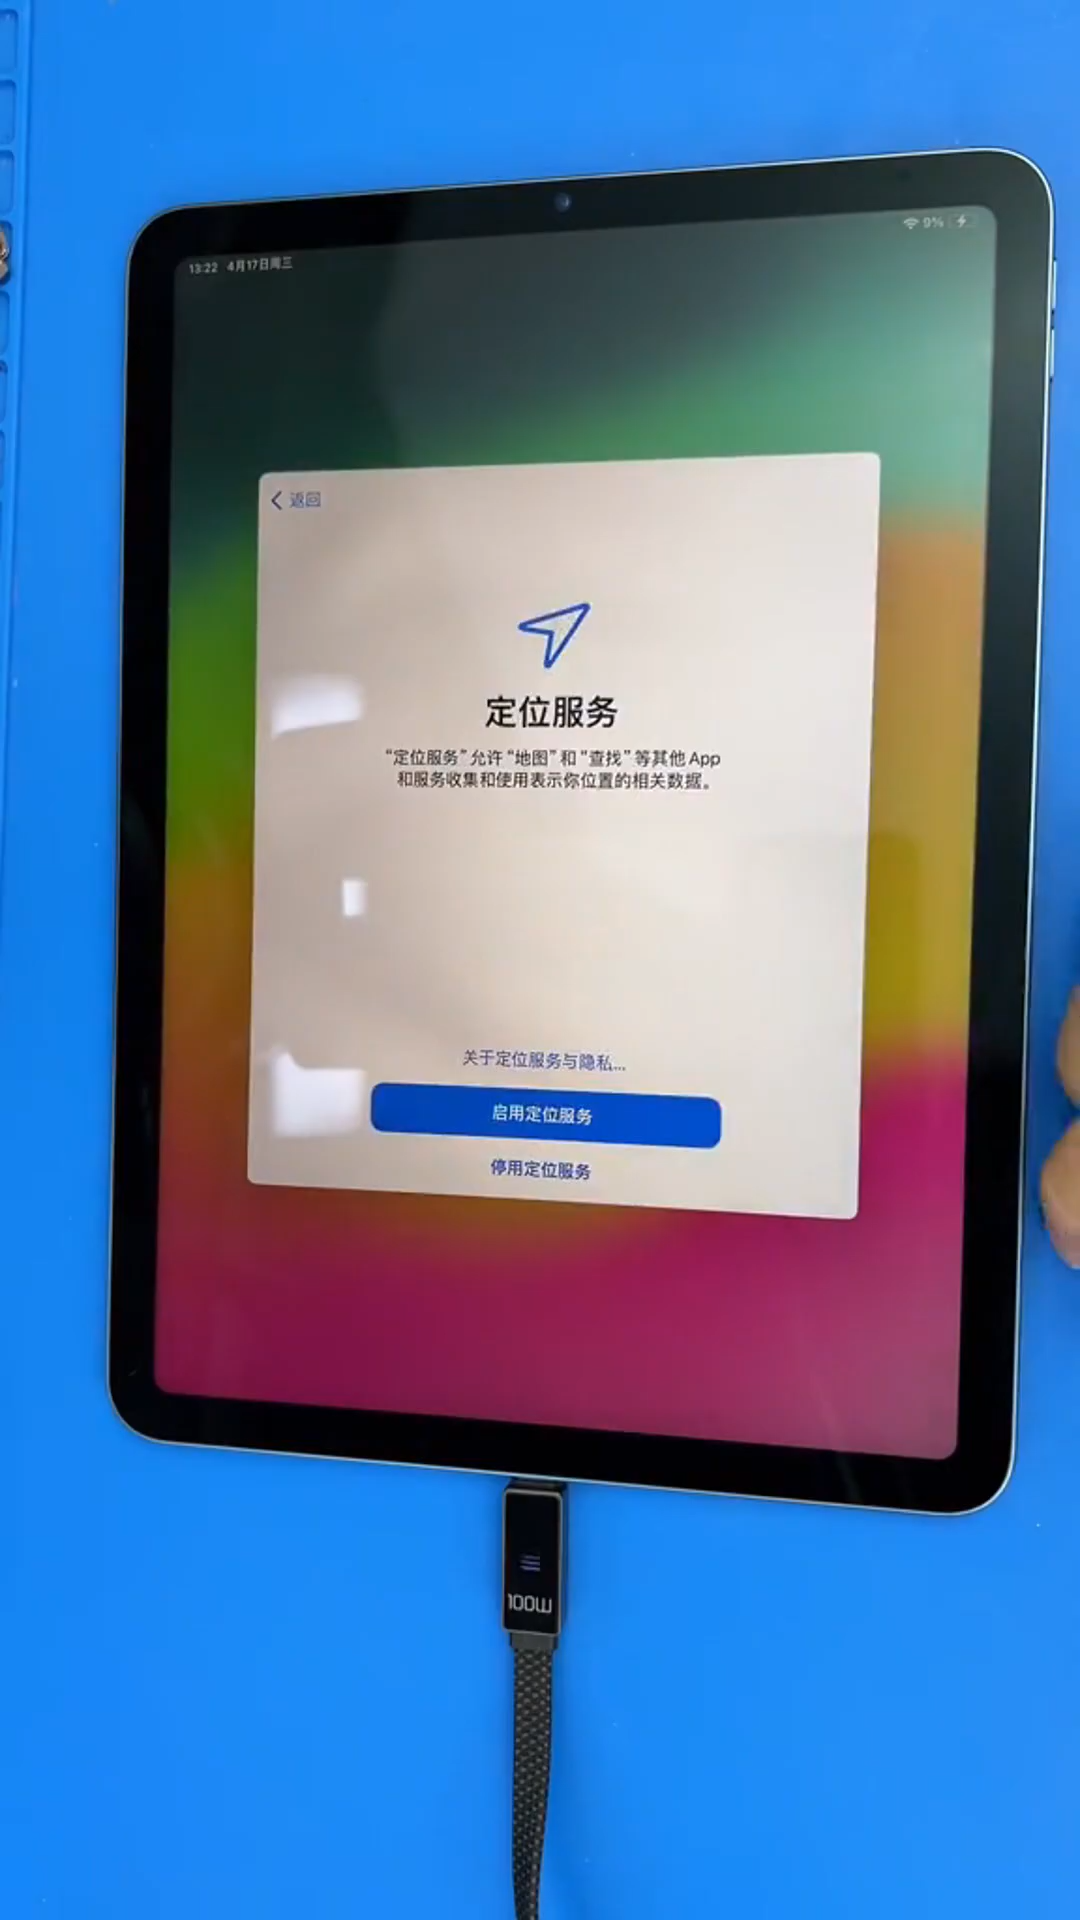 13:22 4月17日周三
9%
返回
定位服务
“定位服务”允许“地图”和“查找”等其他 App
和服务收集和使用表示你位置的相关数据。
关于定位服务与隐私...
启用定位服务
停用定位服务
100W